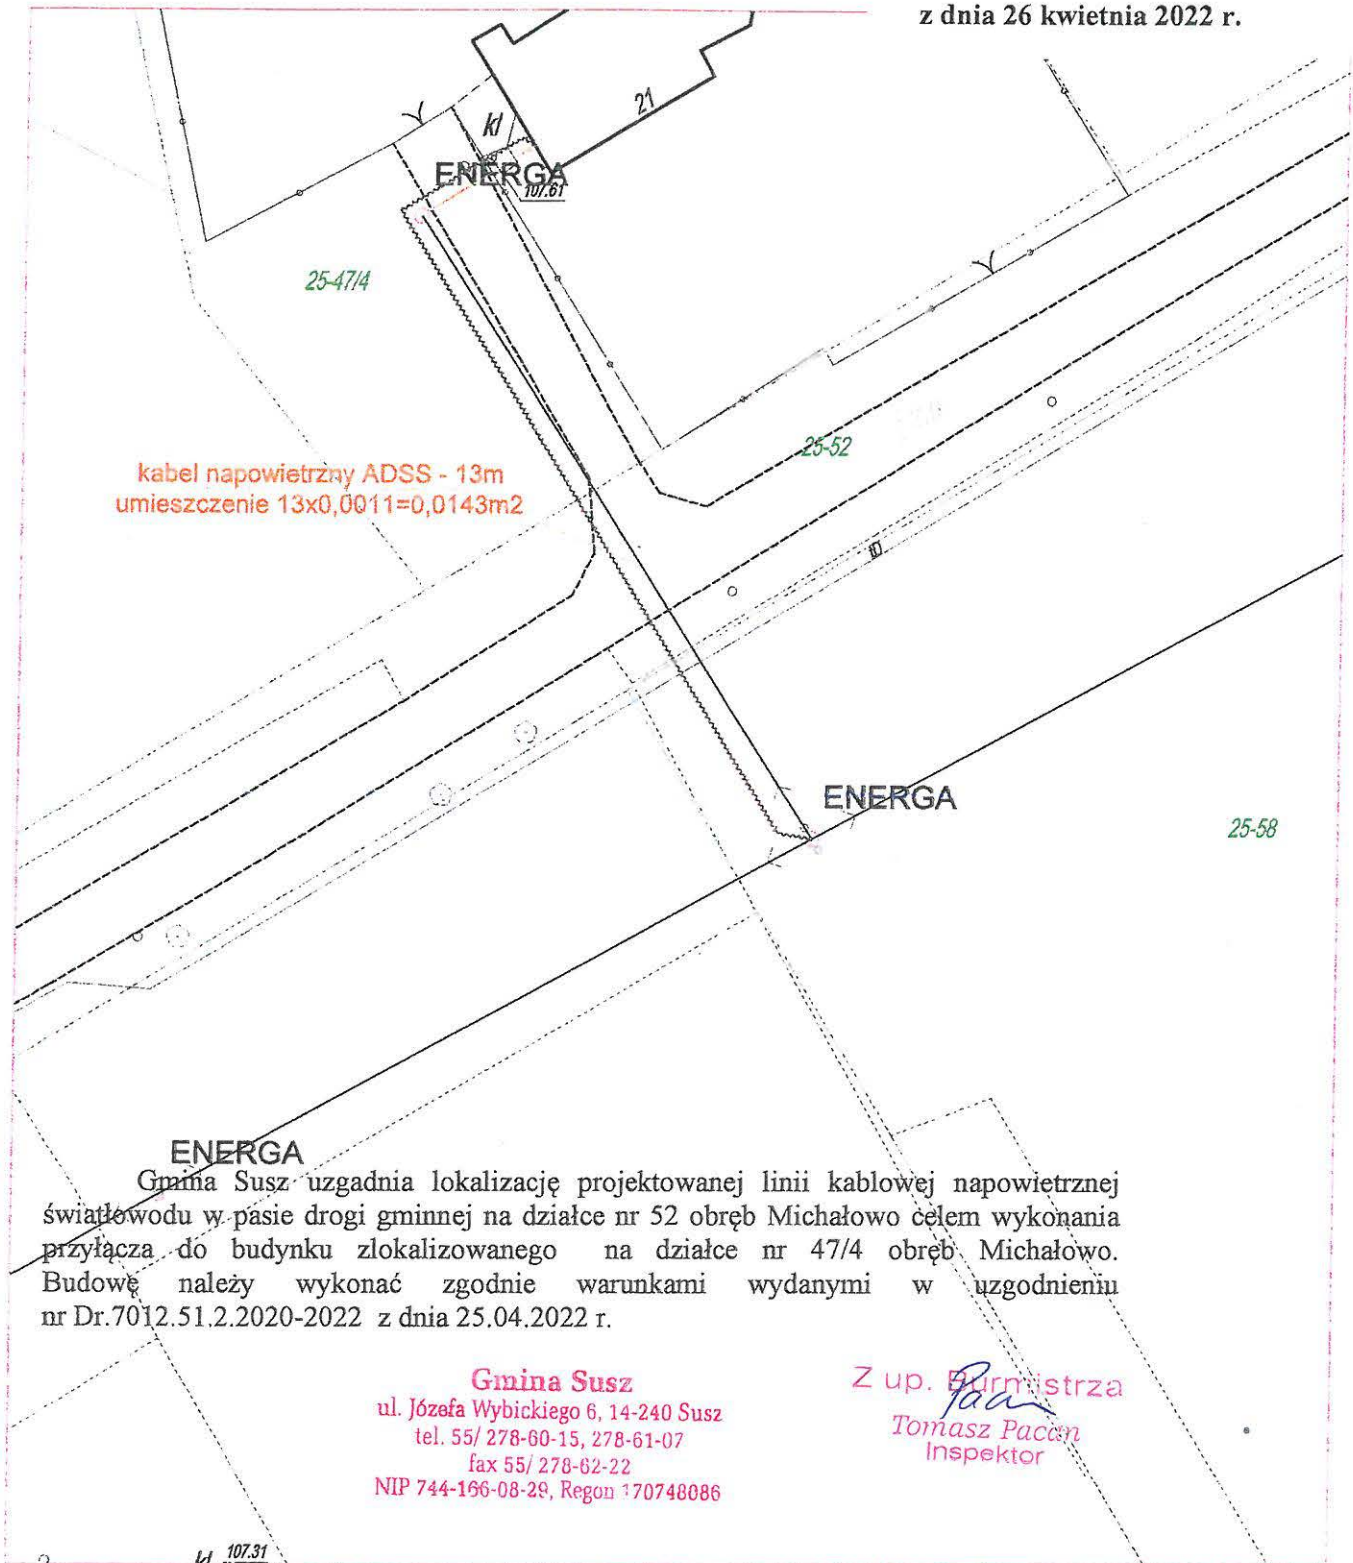 z dnia 26 kwietnia 2022 r.
21
kl
ENERGA
107.61
25-47/4
25-52
kabel napowietrzny ADSS - 13m
umieszczenie 13x0,0011=0,0143m2
ENERGA
25-58
ENERGA
Gmina Susz uzgadnia lokalizację projektowanej linii kablowej napowietrznej
światłowodu w pasie drogi gminnej na działce nr 52 obręb Michałowo celem wykonania
przyłącza do budynku zlokalizowanego na działce nr 47/4 obręb Michałowo.
Budowę należy wykonać zgodnie warunkami wydanymi w uzgodnieniu
nr Dr.7012.51.2.2020-2022 z dnia 25.04.2022 r.
Gmina Susz
ul. Józefa Wybickiego 6, 14-240 Susz
tel. 55/ 278-60-15, 278-61-07
fax 55/ 278-62-22
NIP 744-166-08-29, Regon 170748086
Z up. Burmistrza
Tomasz Pacan
Inspektor
kl 107.31